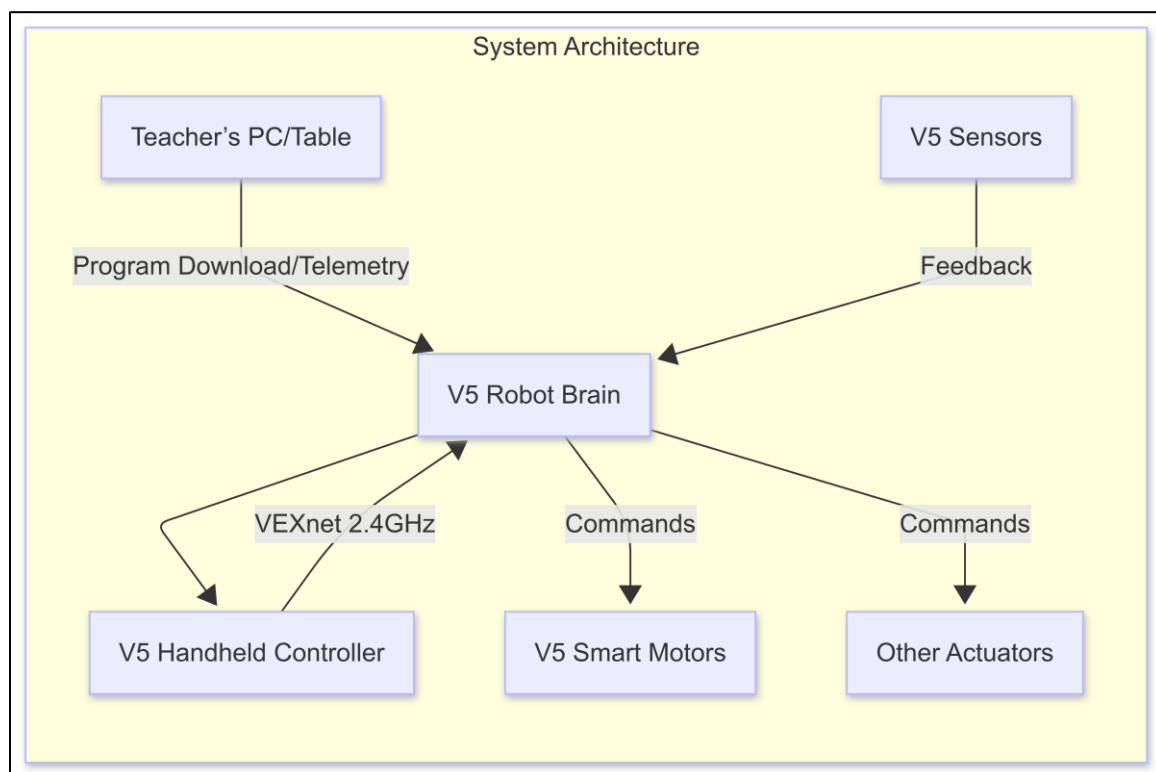 System Architecture
Teacher’s PC/Table
V5 Sensors
Program Download/Telemetry
Feedback
V5 Robot Brain
VEXnet 2.4GHz
Commands
Commands
V5 Handheld Controller
V5 Smart Motors
Other Actuators